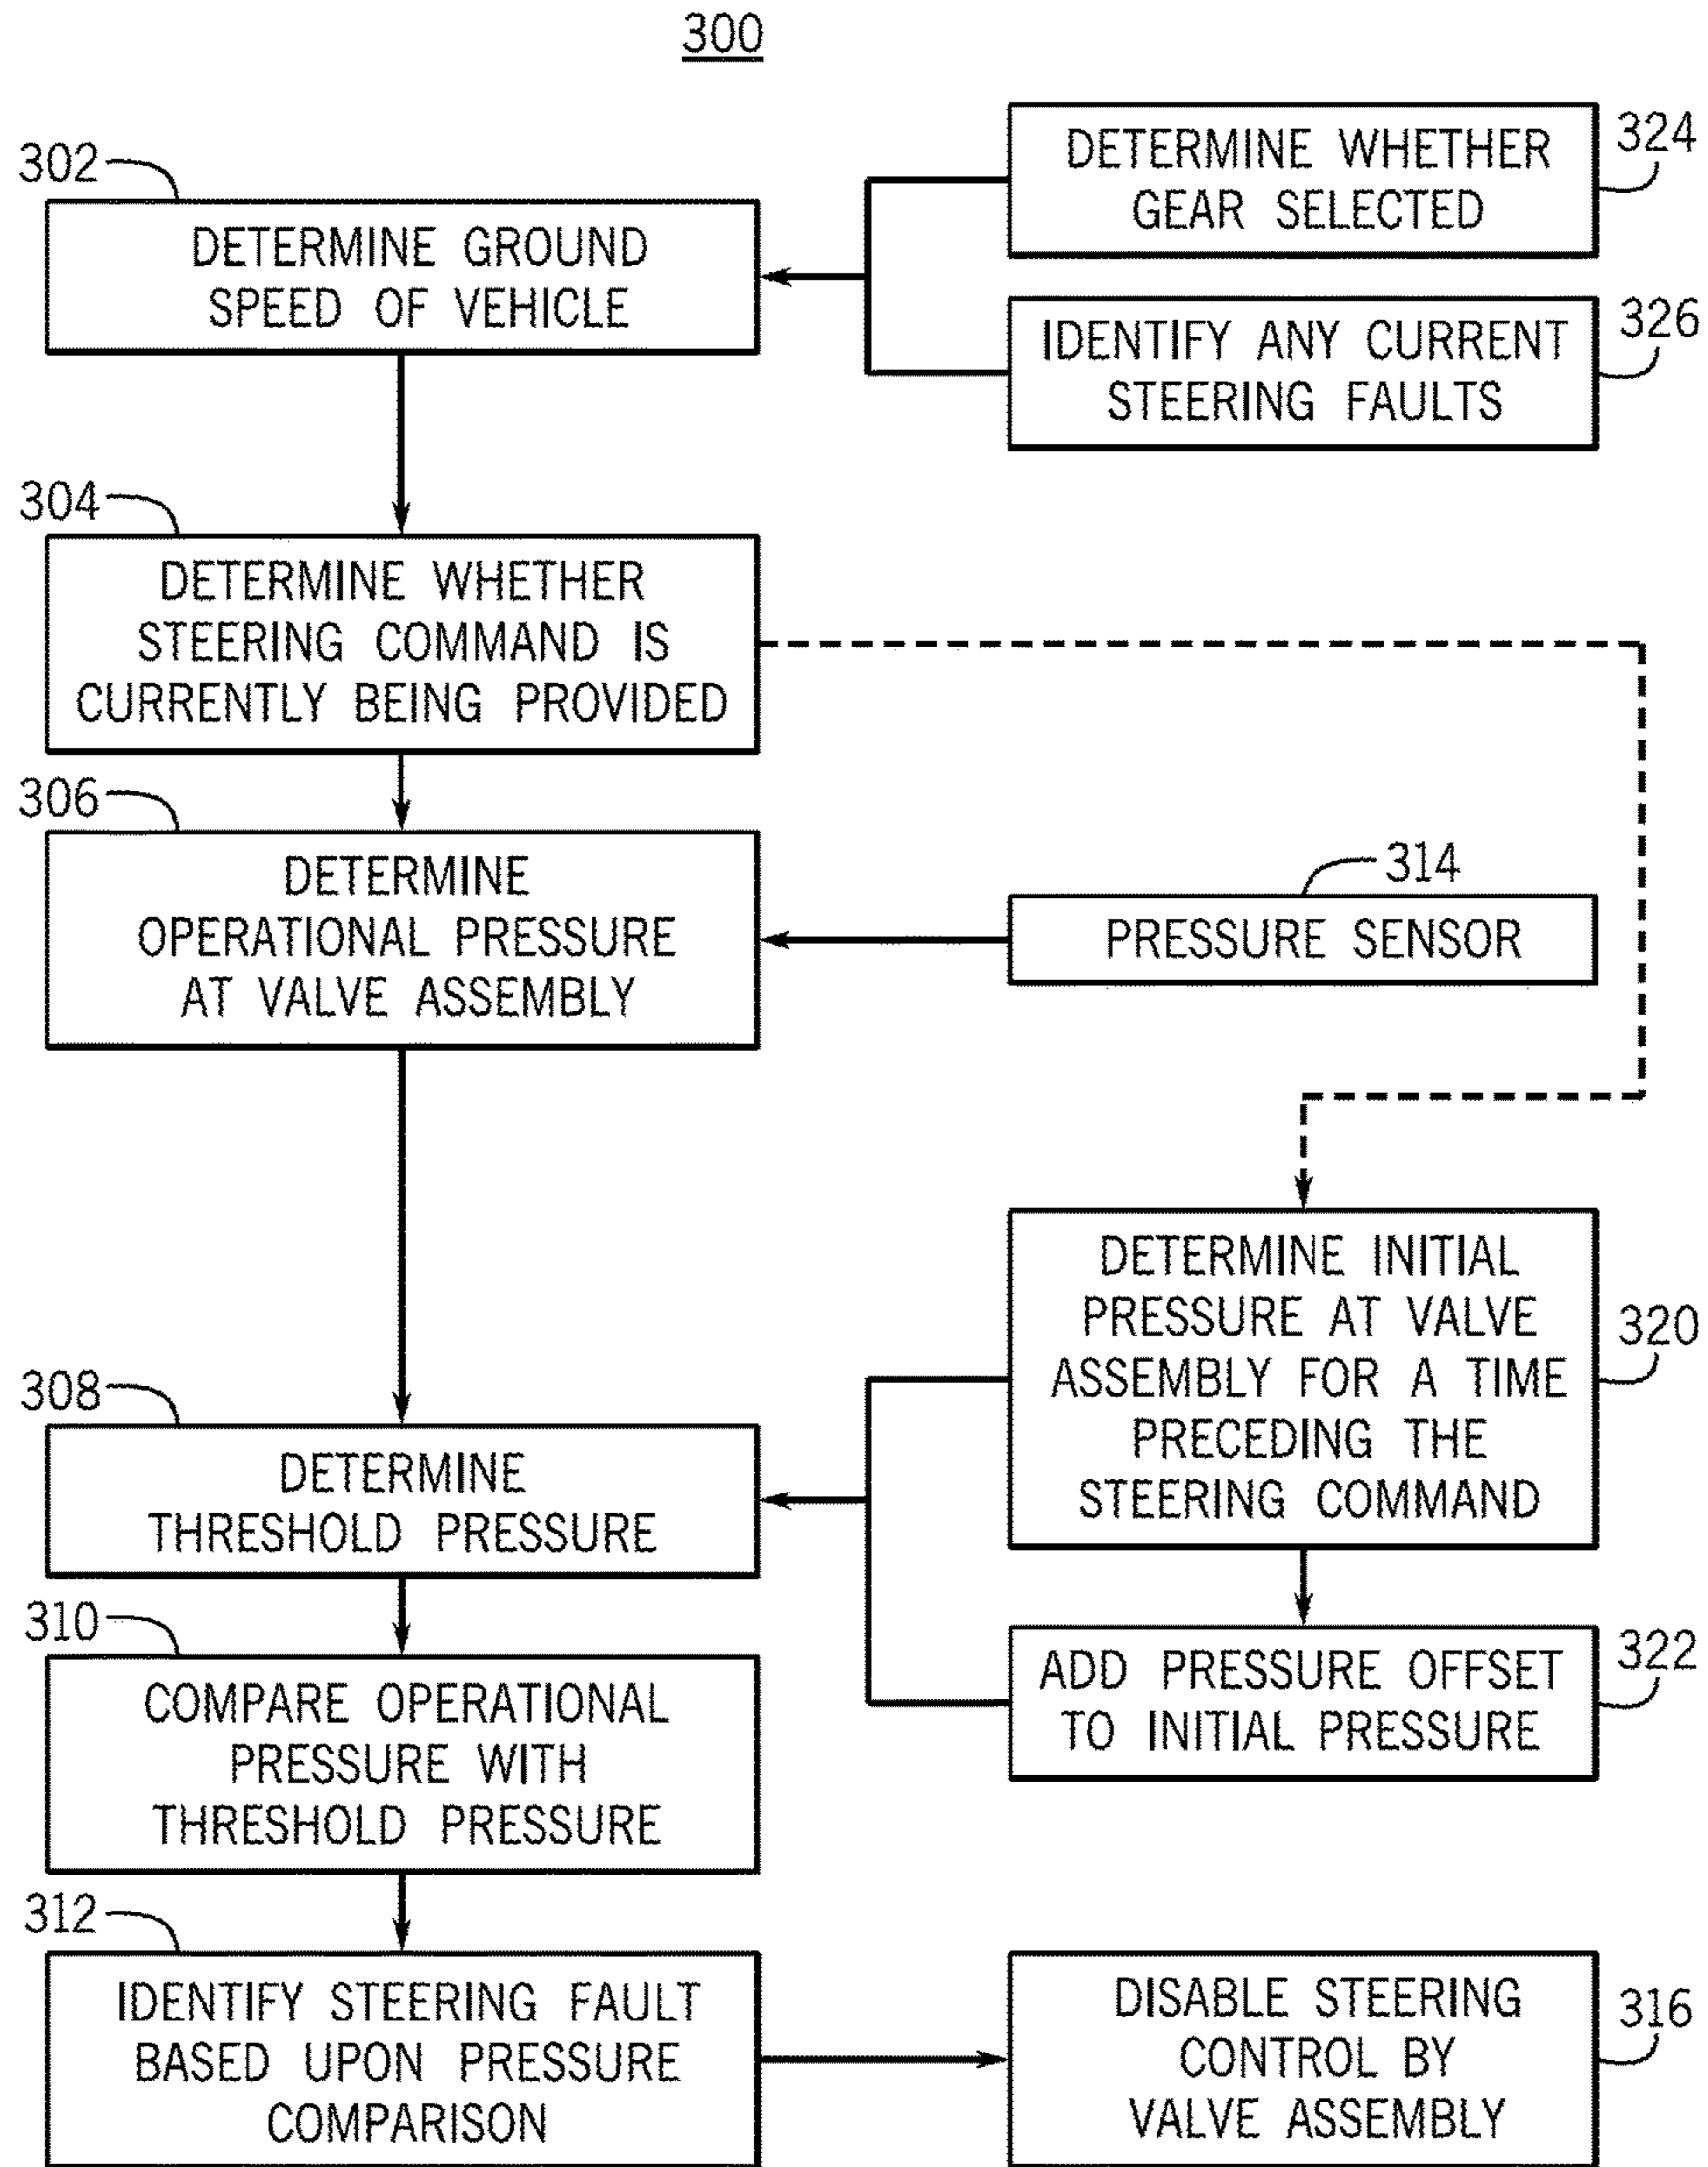 300
324
DETERMINE WHETHER
GEAR SELECTED
302
DETERMINE GROUND
SPEED OF VEHICLE
326
IDENTIFY ANY CURRENT
STEERING FAULTS
304
DETERMINE WHETHER
STEERING COMMAND IS
CURRENTLY BEING PROVIDED
306
DETERMINE
OPERATIONAL PRESSURE
AT VALVE ASSEMBLY
314
PRESSURE SENSOR
320
DETERMINE INITIAL
PRESSURE AT VALVE
ASSEMBLY FOR A TIME
PRECEDING THE
STEERING COMMAND
308
DETERMINE
THRESHOLD PRESSURE
322
ADD PRESSURE OFFSET
TO INITIAL PRESSURE
310
COMPARE OPERATIONAL
PRESSURE WITH
THRESHOLD PRESSURE
312
IDENTIFY STEERING FAULT
BASED UPON PRESSURE
COMPARISON
316
DISABLE STEERING
CONTROL BY
VALVE ASSEMBLY